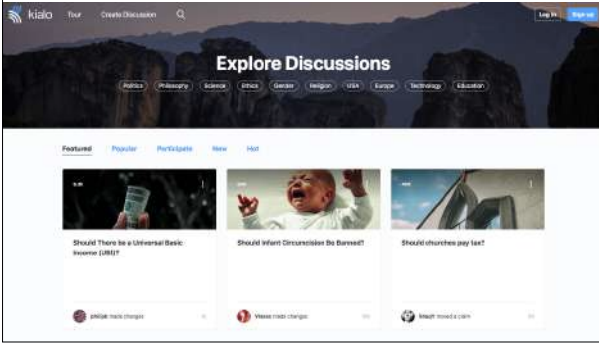 kialo Tour Create Discussion Log in Sign up
Explore Discussions
Politics Philosophy Science Ethics Gender Religion USA Europe Technology Education
Featured Popular Participate New Hot
Should There be a Universal Basic
Income (UBI)?
Should Infant Circumcision Be Banned?
Should churches pay tax?
made changes
made changes
moved a claim